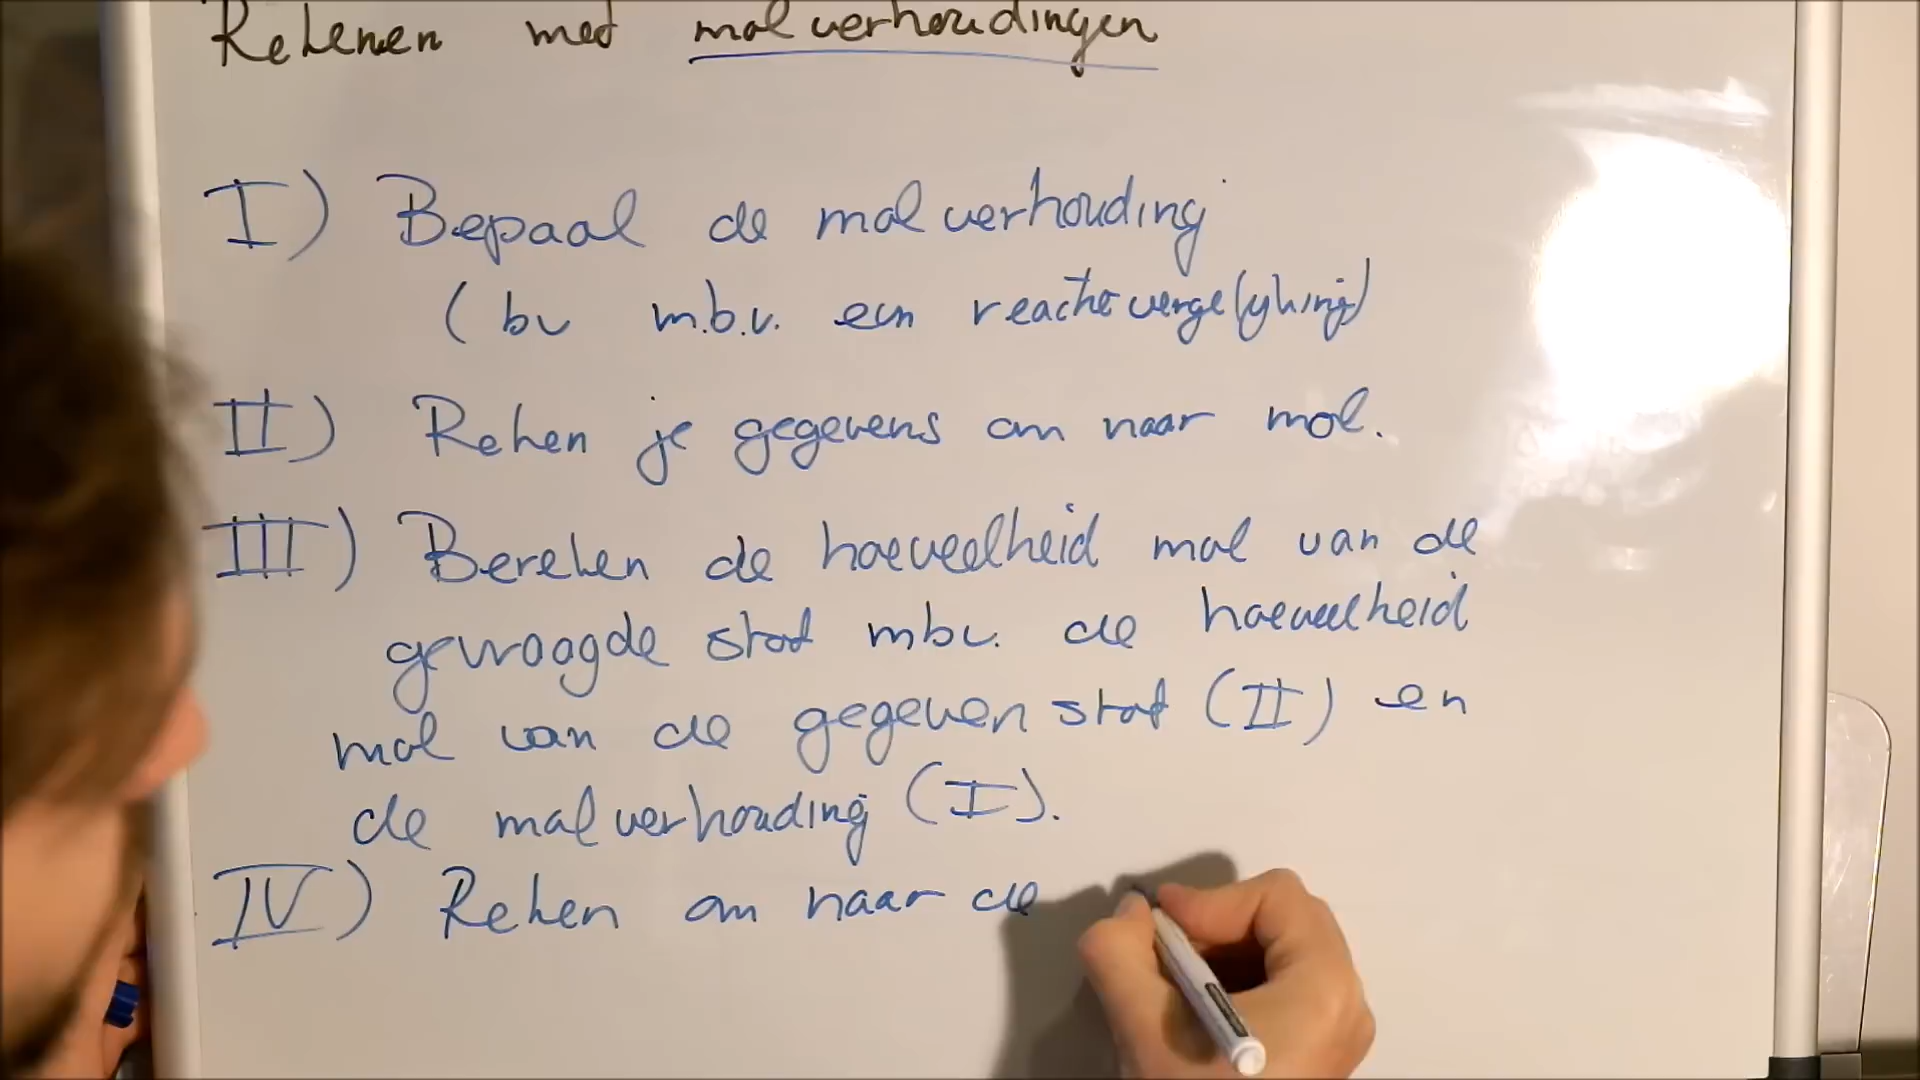 Rekenen met molverhoudingen
I) Bepaal de molverhouding
(bv m.b.v. een reactievergelijking)
II) Reken je gegevens om naar mol.
III) Bereken de hoeveelheid mol van de
gevraagde stof mbv. de hoeveelheid
mol van de gegeven stof (II) en
de molverhouding (I).
IV) Reken om naar de